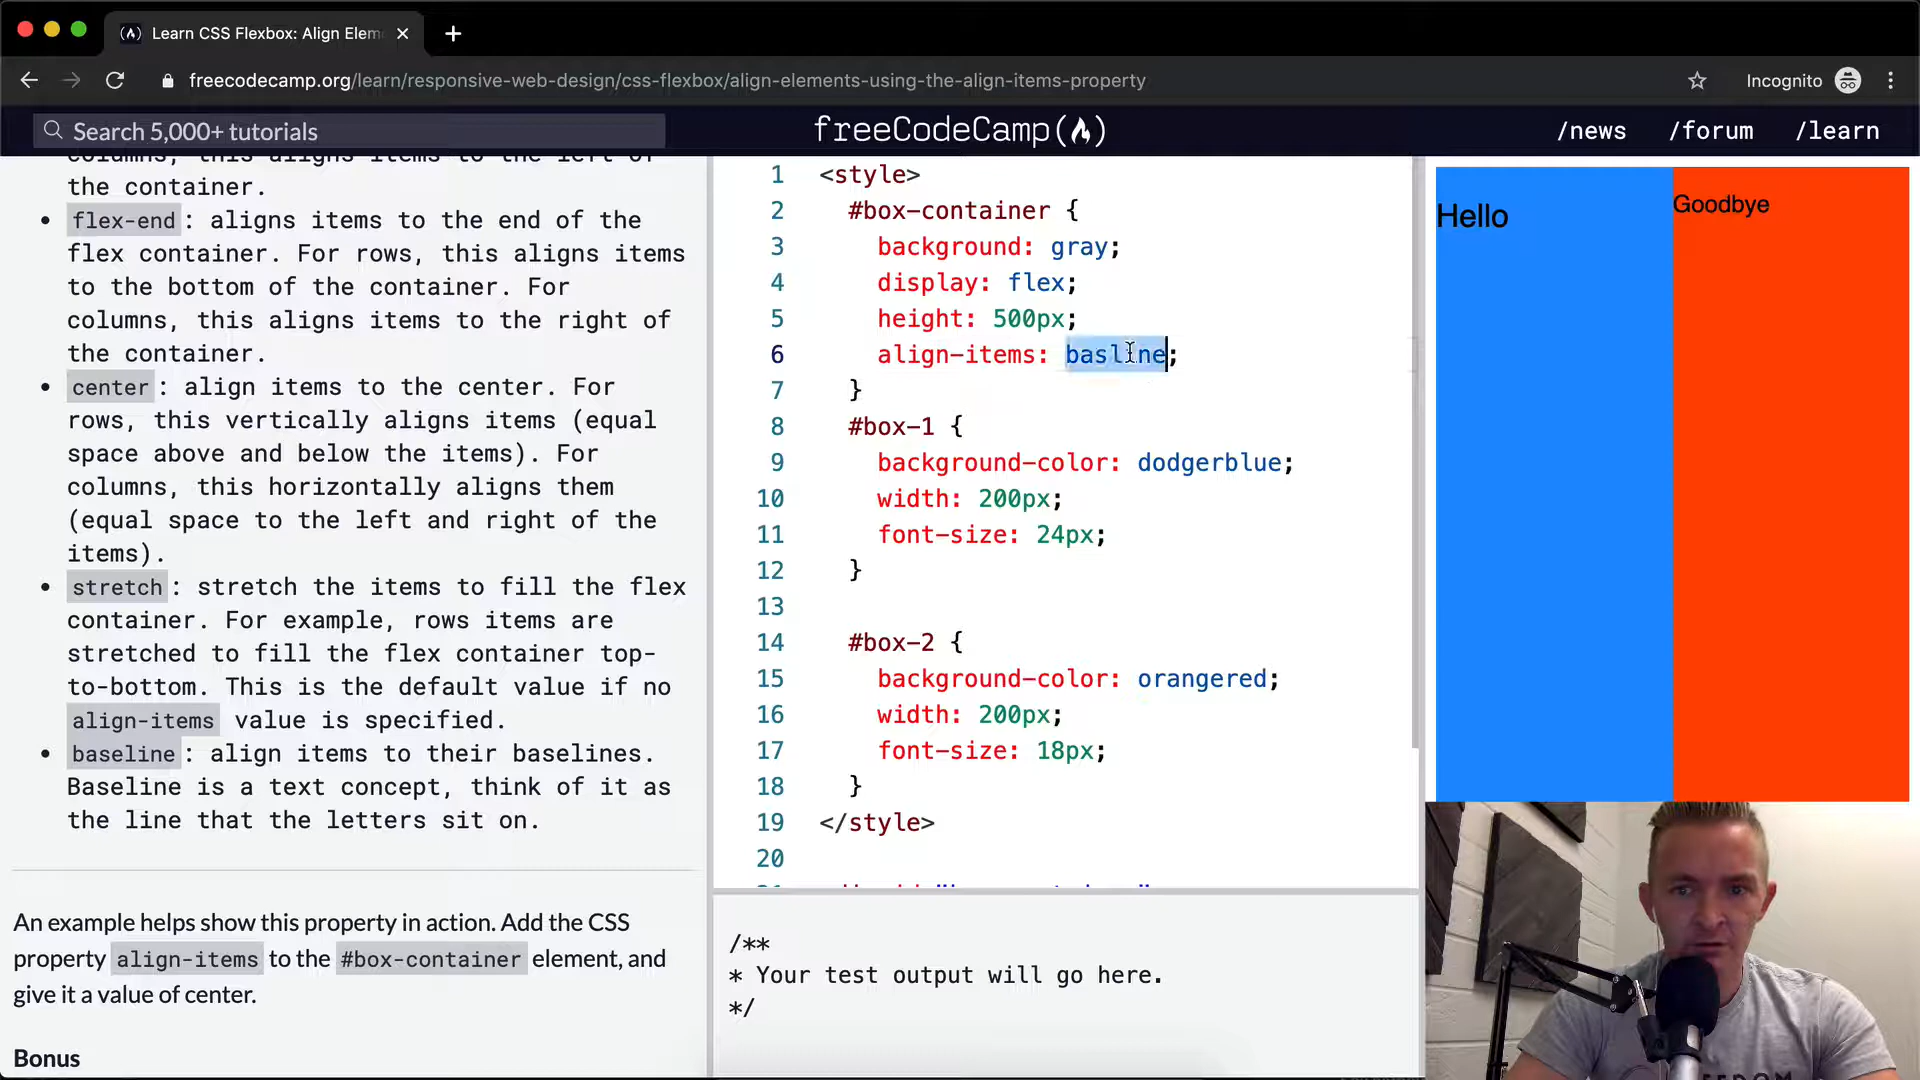 Learn CSS Flexbox: Align Elem
freecodecamp.org/learn/responsive-web-design/css-flexbox/align-elements-using-the-align-items-property
Incognito
Search 5,000+ tutorials
freeCodeCamp
/news
/forum
/learn
columns, this aligns items to the left of
the container.
flex-end: aligns items to the end of the
flex container. For rows, this aligns items
to the bottom of the container. For
columns, this aligns items to the right of
the container.
center: align items to the center. For
rows, this vertically aligns items (equal
space above and below the items). For
columns, this horizontally aligns them
(equal space to the left and right of the
items).
stretch: stretch the items to fill the flex
container. For example, rows items are
stretched to fill the flex container top-
to-bottom. This is the default value if no
align-items value is specified.
baseline: align items to their baselines.
Baseline is a text concept, think of it as
the line that the letters sit on.
An example helps show this property in action. Add the CSS
property align-items to the #box-container element, and
give it a value of center.
Bonus
1 <style>
2 #box-container {
3 background: gray;
4 display: flex;
5 height: 500px;
6 align-items: basline;
7 }
8 #box-1 {
9 background-color: dodgerblue;
10 width: 200px;
11 font-size: 24px;
12 }
13
14 #box-2 {
15 background-color: orangered;
16 width: 200px;
17 font-size: 18px;
18 }
19 </style>
20
/**
* Your test output will go here.
*/
Hello
Goodbye